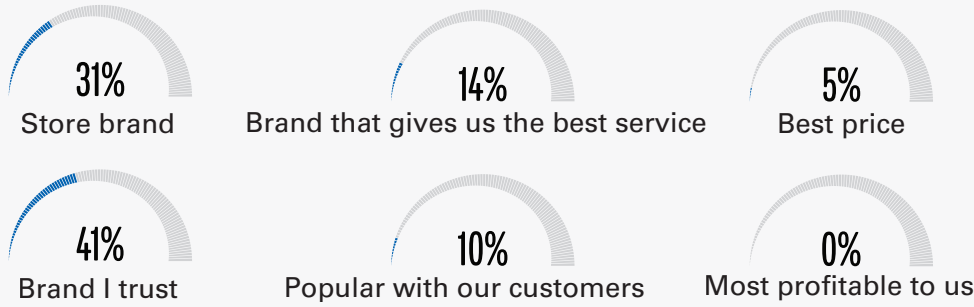 31%
Store brand
14%
Brand that gives us the best service
5%
Best price
41%
Brand I trust
10%
Popular with our customers
0%
Most profitable to us